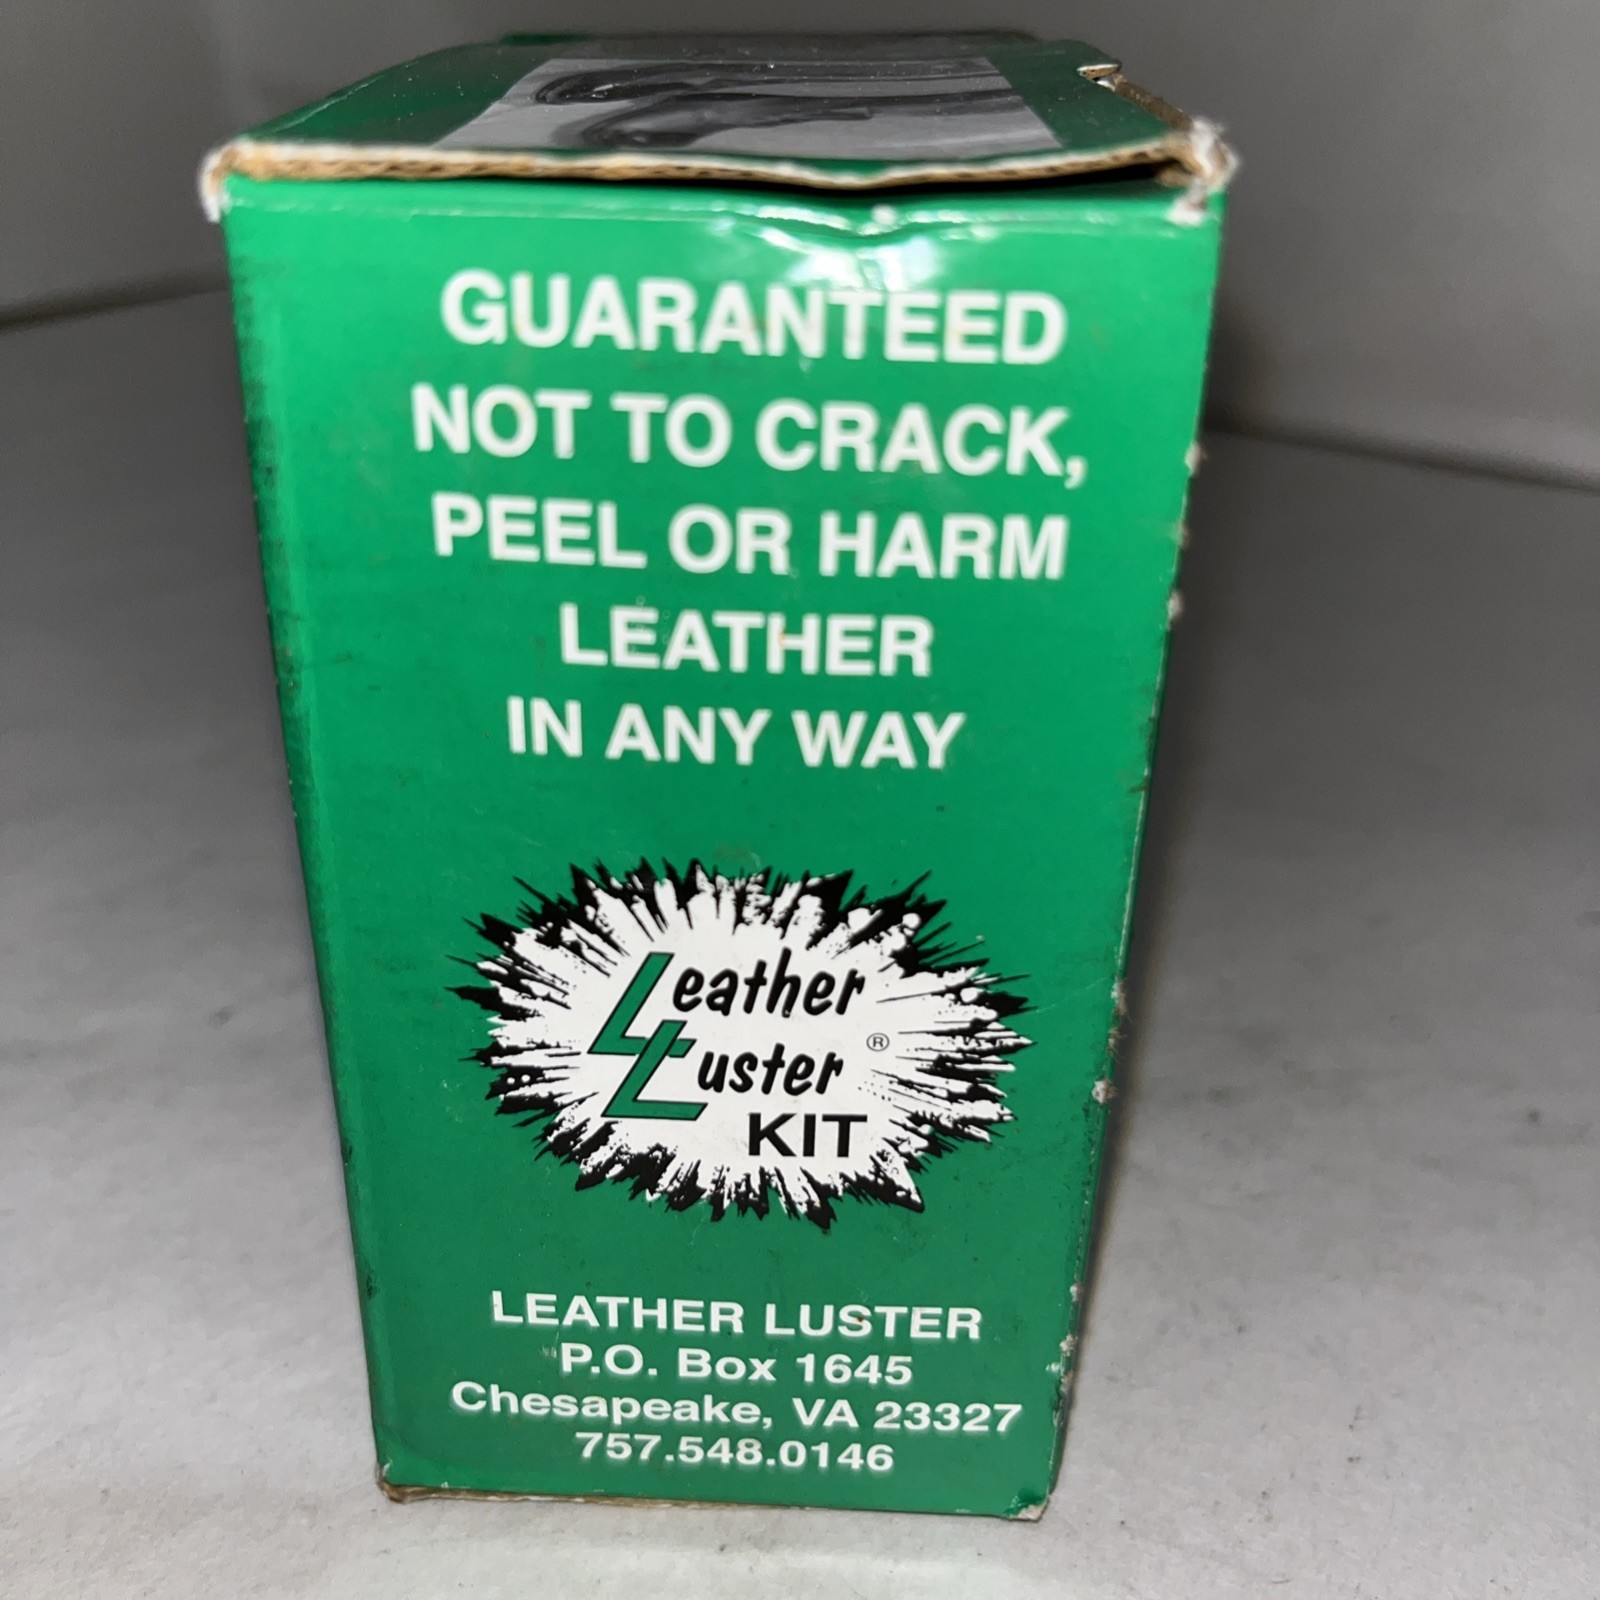 GUARANTEED
NOT TO CRACK,
PEEL OR HARM
LEATHER
IN ANY WAY
Leather
Luster ®
KIT
LEATHER LUSTER
P.O. Box 1645
Chesapeake, VA 23327
757.548.0146